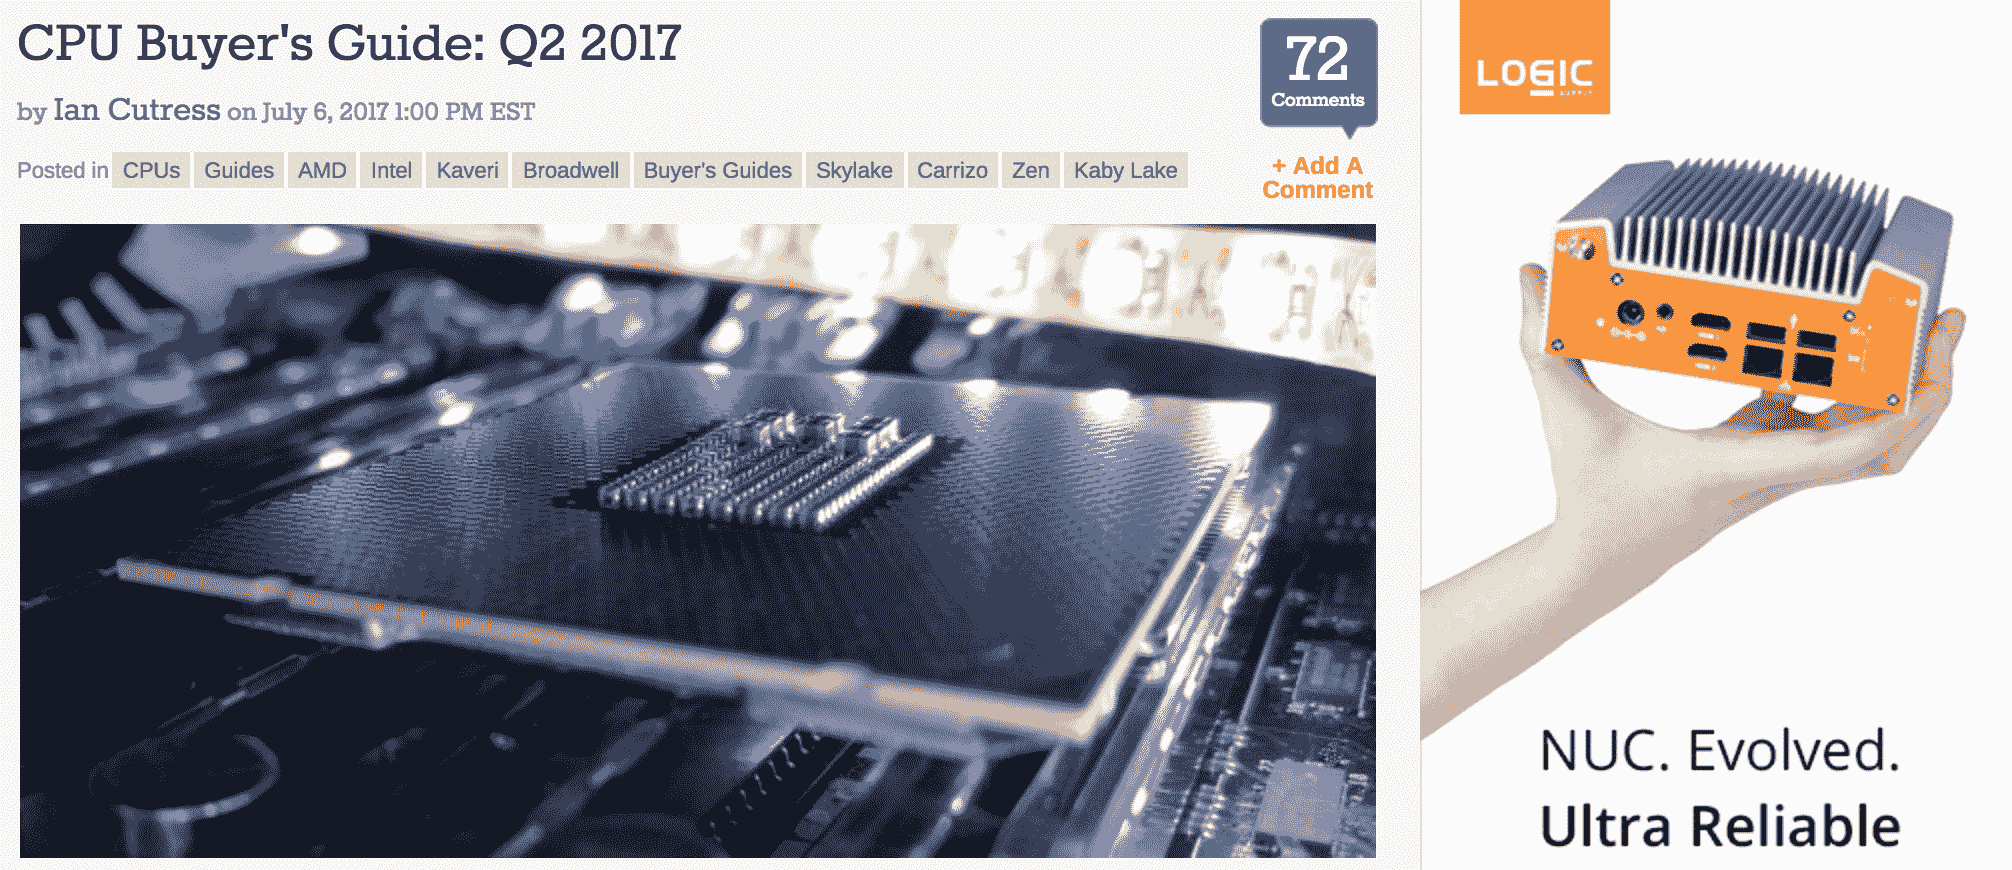 CPU Buyer's Guide: Q2 2017
by Ian Cutress on July 6, 2017 1:00 PM EST
Posted in CPUs Guides AMD Intel Kaveri Broadwell Buyer's Guides Skylake Carrizo Zen Kaby Lake
72
Comments
+ Add A
Comment
LOGIC
SUPPLY
NUC. Evolved.
Ultra Reliable